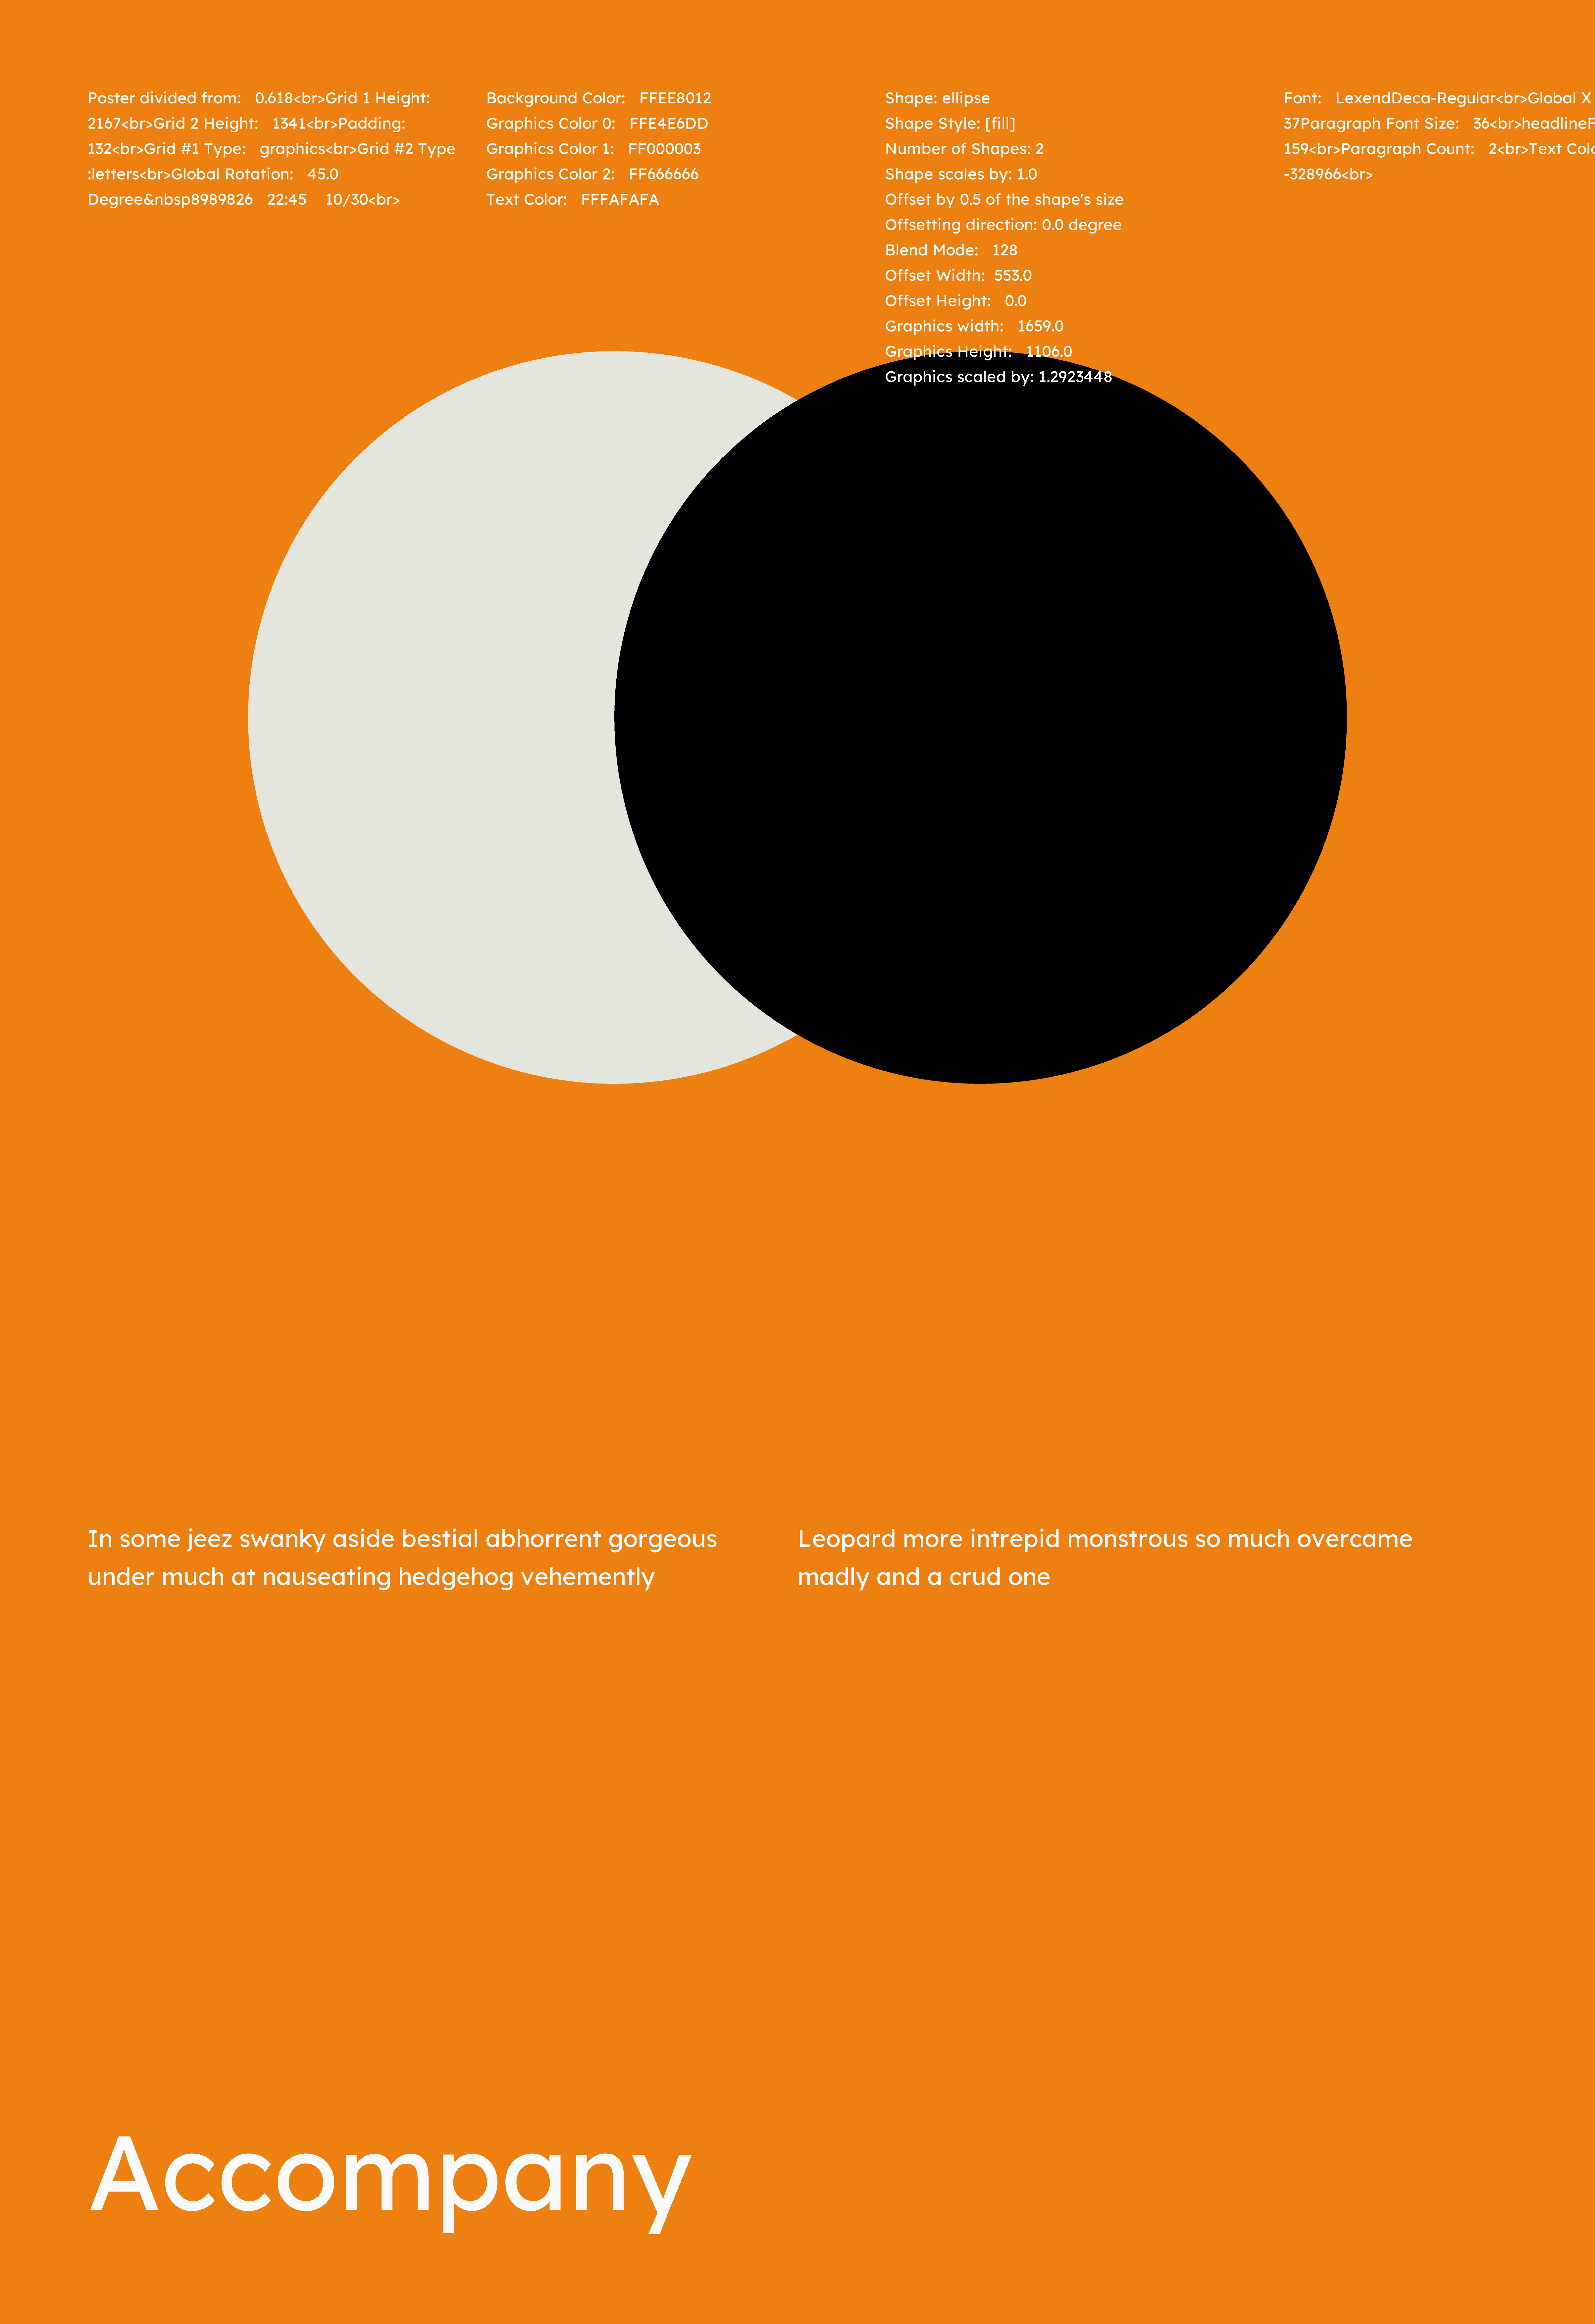 Poster divided from:   0.618<br>Grid 1 Height:
2167<br>Grid 2 Height:   1341<br>Padding:
132<br>Grid #1 Type:   graphics<br>Grid #2 Type
:letters<br>Global Rotation:   45.0
Degree&nbsp8989826   22:45    10/30<br>
Background Color:   FFEE8012
Graphics Color 0:   FFE4E6DD
Graphics Color 1:   FF000003
Graphics Color 2:   FF666666
Text Color:   FFFAFAFA
Shape: ellipse
Shape Style: [fill]
Number of Shapes: 2
Shape scales by: 1.0
Offset by 0.5 of the shape's size
Offsetting direction: 0.0 degree
Blend Mode:   128
Offset Width:  553.0
Offset Height:   0.0
Graphics width:   1659.0
Graphics Height:   1106.0
Graphics scaled by: 1.2923448
Font:   LexendDeca-Regular<br>Global X
37Paragraph Font Size:   36<br>headlineF
159<br>Paragraph Count:   2<br>Text Colo
-328966<br>
In some jeez swanky aside bestial abhorrent gorgeous
under much at nauseating hedgehog vehemently
Leopard more intrepid monstrous so much overcame
madly and a crud one
Accompany